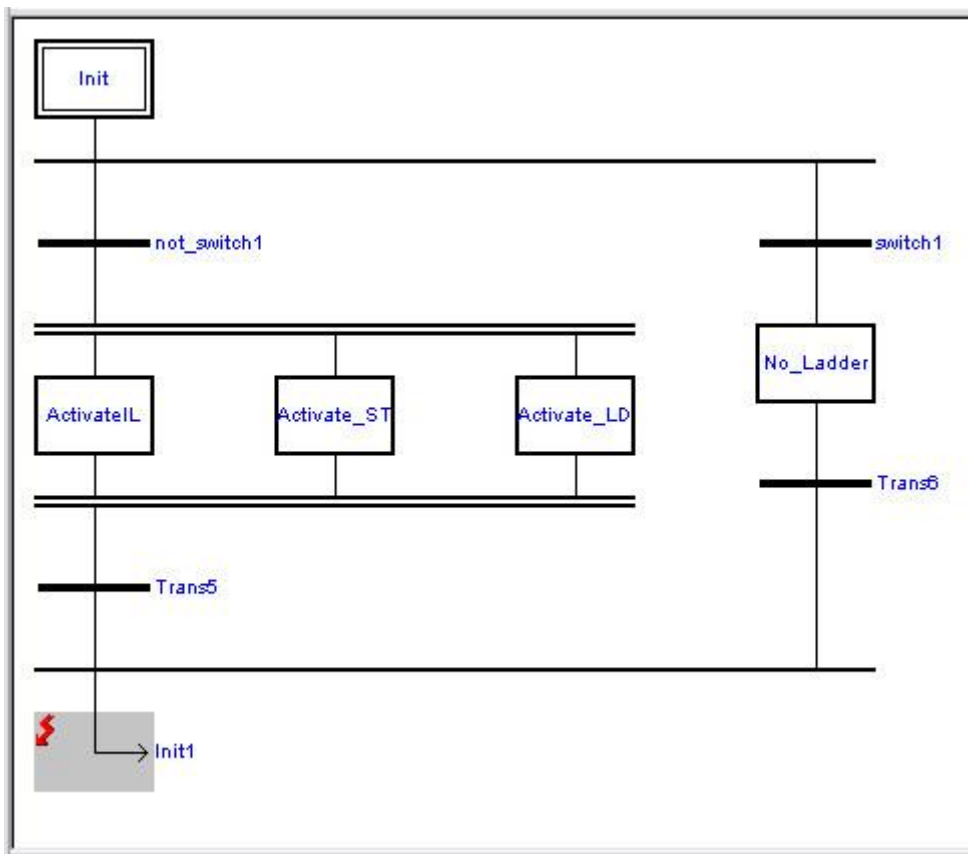 Init
not_switch1
switch1
No_Ladder
ActivateIL
Activate_ST
Activate_LD
Trans6
Trans5
Init1